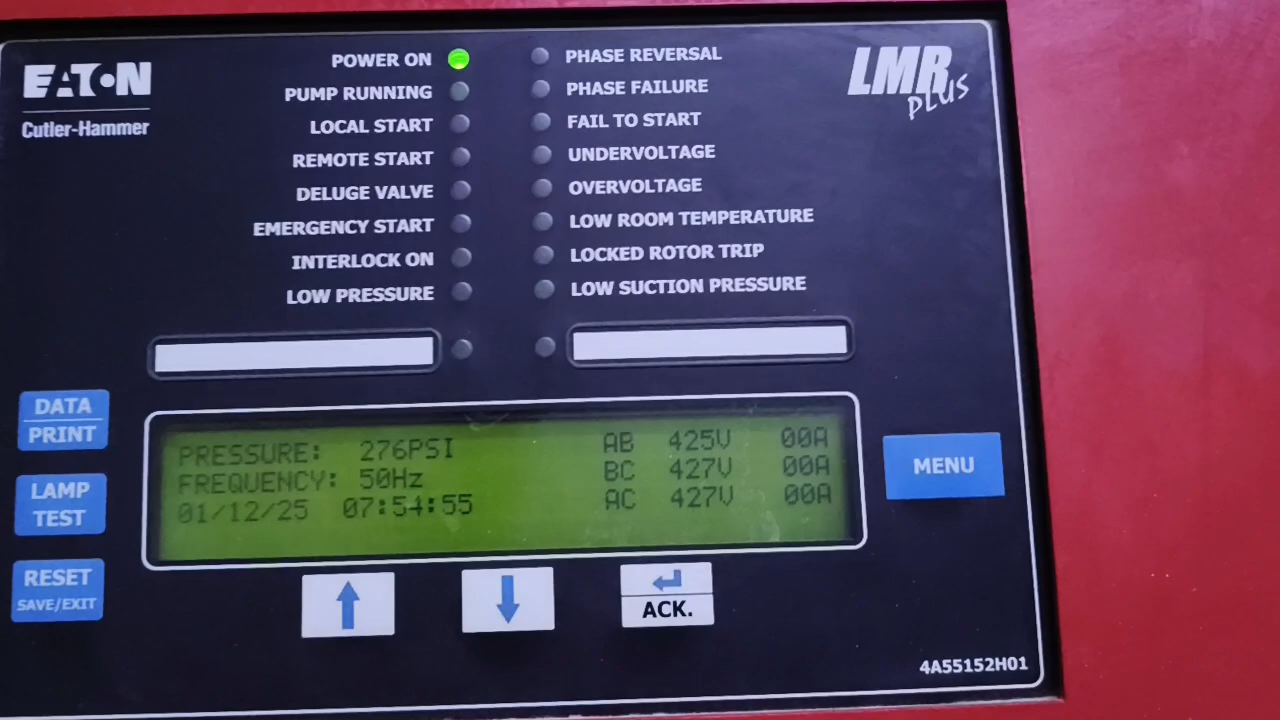 EATON
Cutler-Hammer
LMR
PLUS
POWER ON
PUMP RUNNING
LOCAL START
REMOTE START
DELUGE VALVE
EMERGENCY START
INTERLOCK ON
LOW PRESSURE
PHASE REVERSAL
PHASE FAILURE
FAIL TO START
UNDERVOLTAGE
OVERVOLTAGE
LOW ROOM TEMPERATURE
LOCKED ROTOR TRIP
LOW SUCTION PRESSURE
DATA
PRINT
LAMP
TEST
RESET
SAVE/EXIT
PRESSURE: 276PSI AB 425V 00A
FREQUENCY: 50Hz BC 427V 00A
01/12/25 07:54:55 AC 427V 00A
MENU
ACK.
4A55152H01